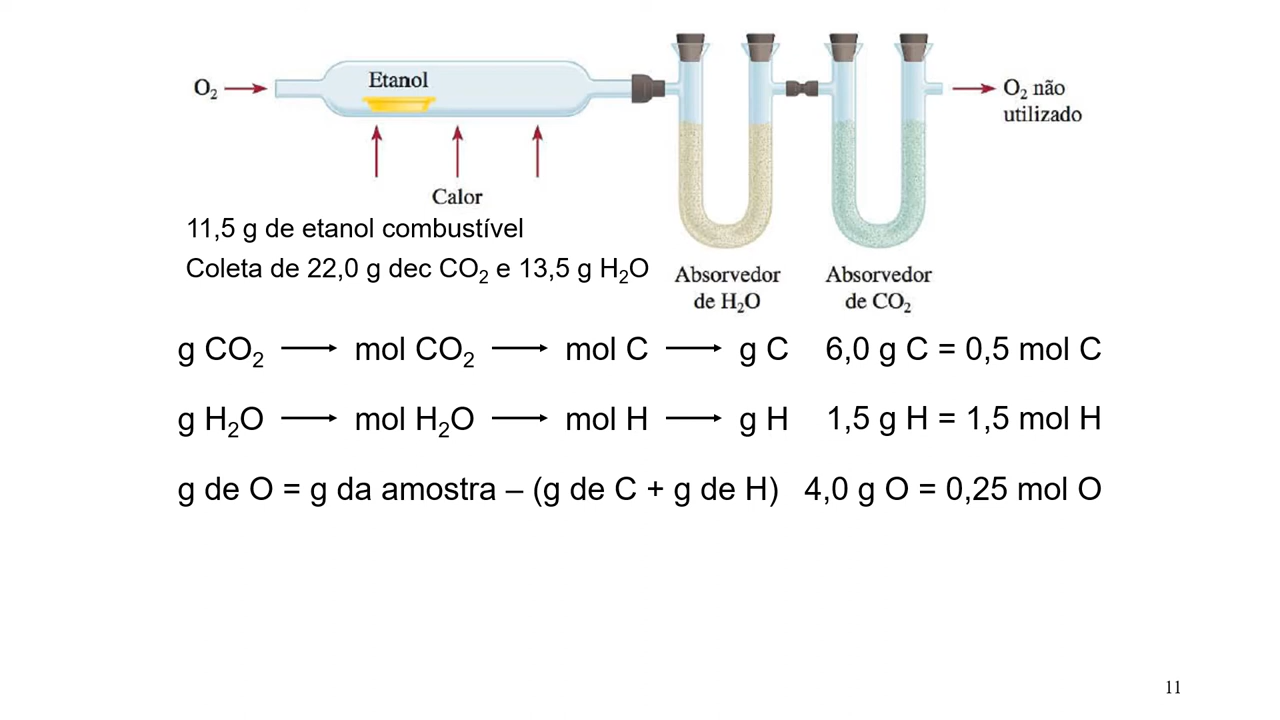 O₂
Etanol
O₂ não
utilizado
Calor
11,5 g de etanol combustível
Coleta de 22,0 g dec CO₂ e 13,5 g H₂O
Absorvedor
de H₂O
Absorvedor
de CO₂
g CO₂ → mol CO₂ → mol C → g C 6,0 g C = 0,5 mol C
g H₂O → mol H₂O → mol H → g H 1,5 g H = 1,5 mol H
g de O = g da amostra – (g de C + g de H) 4,0 g O = 0,25 mol O
11